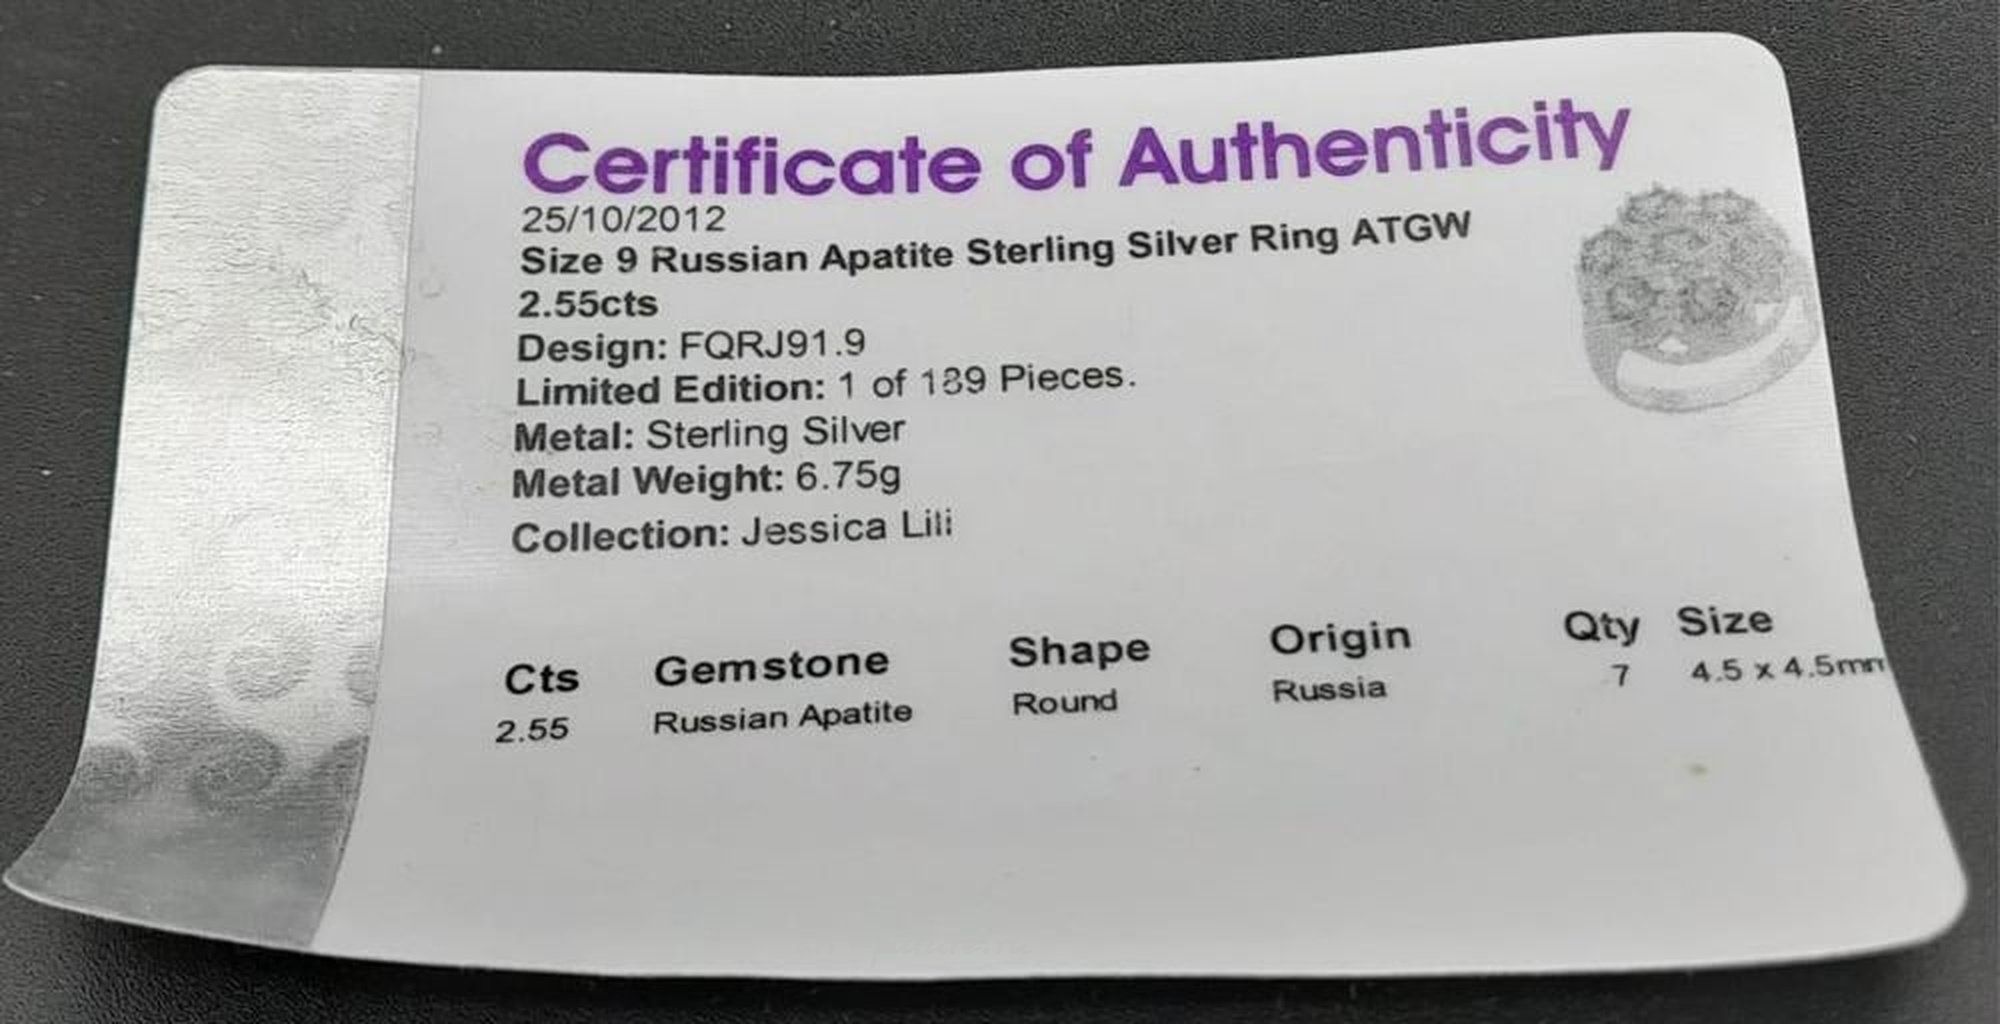 Certificate of Authenticity
25/10/2012
Size 9 Russian Apatite Sterling Silver Ring ATGW
2.55cts
Design: FQRJ91.9
Limited Edition: 1 of 189 Pieces.
Metal: Sterling Silver
Metal Weight: 6.75g
Collection: Jessica Lili
Cts Gemstone Shape Origin Qty Size
2.55 Russian Apatite Round Russia 7 4.5 x 4.5mm